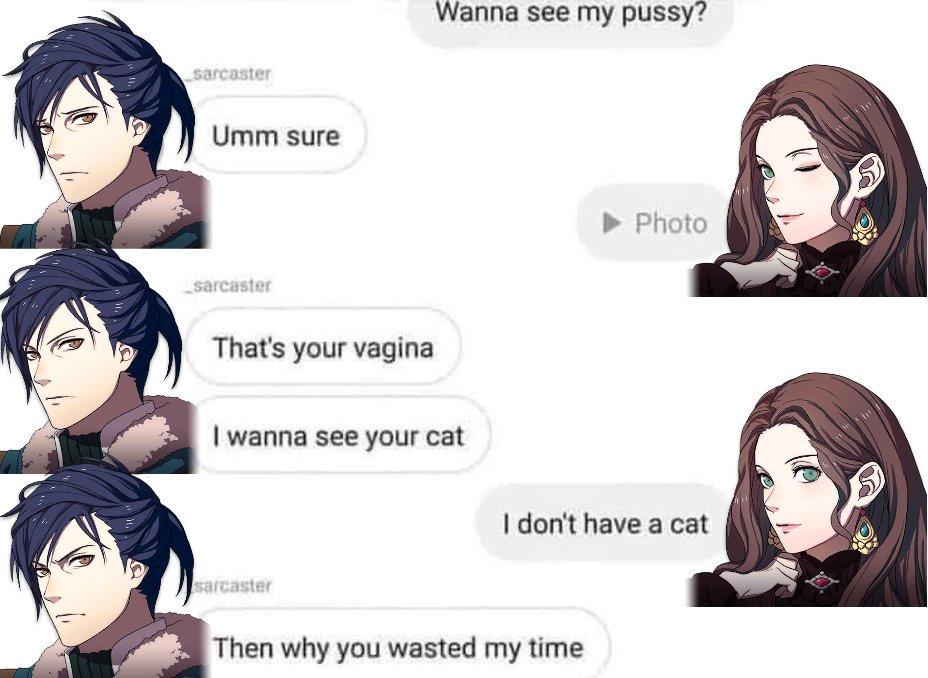 Wanna see my pussy?
_sarcaster
Umm sure
Photo
_sarcaster
That's your vagina
I wanna see your cat
I don't have a cat
sarcaster
Then why you wasted my time